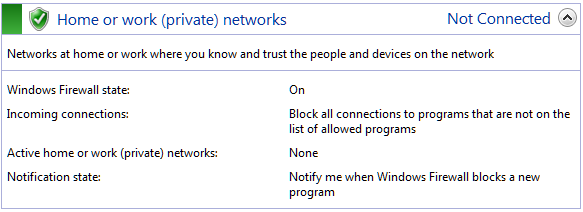 Home or work (private) networks Not Connected
Networks at home or work where you know and trust the people and devices on the network
Windows Firewall state: On
Incoming connections: Block all connections to programs that are not on the
list of allowed programs
Active home or work (private) networks: None
Notification state: Notify me when Windows Firewall blocks a new
program